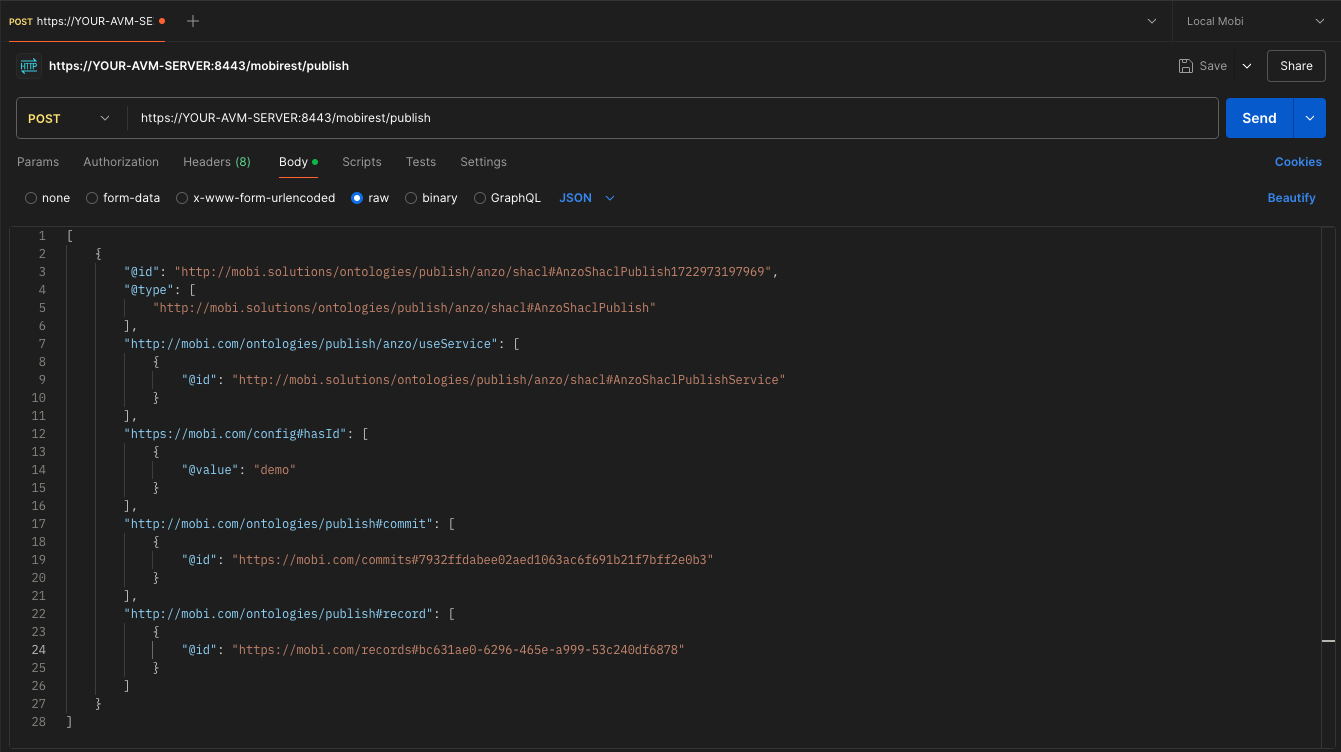 POST https://YOUR-AVM-SE
Local Mobi
HTTP https://YOUR-AVM-SERVER:8443/mobirest/publish
Save
Share
POST https://YOUR-AVM-SERVER:8443/mobirest/publish
Send
Params Authorization Headers (8) Body Scripts Tests Settings Cookies
none form-data x-www-form-urlencoded raw binary GraphQL JSON Beautify
1 [
2 {
3 "@id": "http://mobi.solutions/ontologies/publish/anzo/shacl#AnzoShaclPublish1722973197969",
4 "@type": [
5 "http://mobi.solutions/ontologies/publish/anzo/shacl#AnzoShaclPublish"
6 ],
7 "http://mobi.com/ontologies/publish/anzo/useService": [
8 {
9 "@id": "http://mobi.solutions/ontologies/publish/anzo/shacl#AnzoShaclPublishService"
10 }
11 ],
12 "https://mobi.com/config#hasId": [
13 {
14 "@value": "demo"
15 }
16 ],
17 "http://mobi.com/ontologies/publish#commit": [
18 {
19 "@id": "https://mobi.com/commits#7932ffdabee02aed1063ac6f691b21f7bff2e0b3"
20 }
21 ],
22 "http://mobi.com/ontologies/publish#record": [
23 {
24 "@id": "https://mobi.com/records#bc631ae0-6296-465e-a999-53c240df6878"
25 }
26 ]
27 }
28 ]